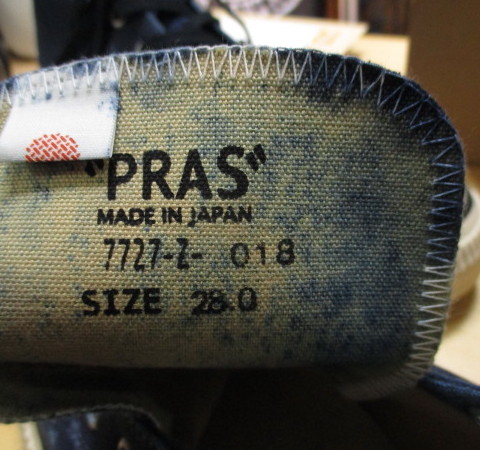 "PRAS"
MADE IN JAPAN
7727-Z- 018
SIZE 28.0